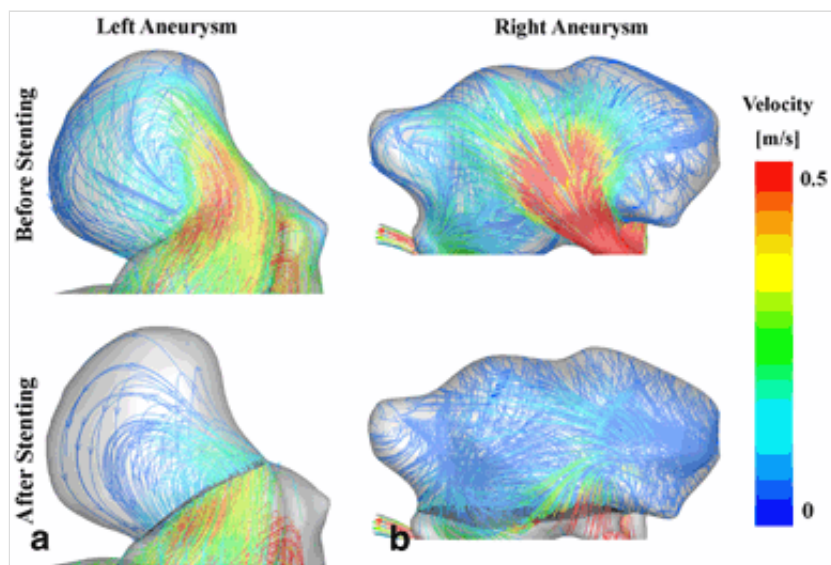 Left Aneurysm
Right Aneurysm
Before Stenting
Velocity
[m/s]
0.5
0
After Stenting
a
b